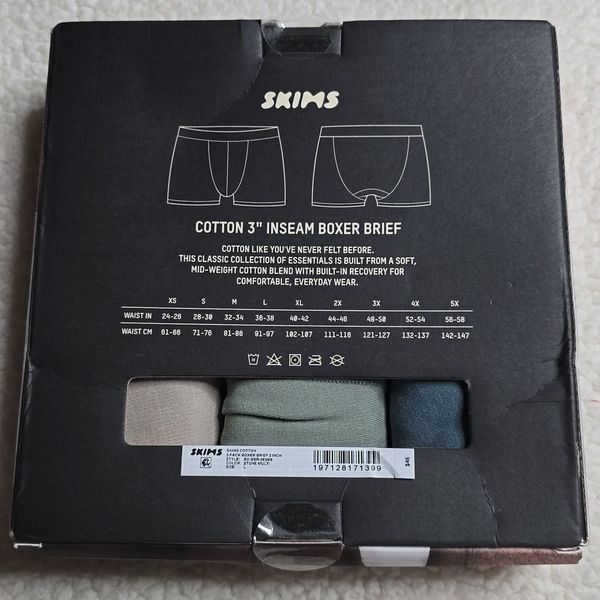 SKIMS
COTTON 3" INSEAM BOXER BRIEF
COTTON LIKE YOU'VE NEVER FELT BEFORE.
THIS CLASSIC COLLECTION OF ESSENTIALS IS BUILT FROM A SOFT,
MID-WEIGHT COTTON BLEND WITH BUILT-IN RECOVERY FOR
COMFORTABLE, EVERYDAY WEAR.
XS S M L XL 2X 3X 4X 5X
WAIST IN 24-26 28-30 32-34 36-38 40-42 44-46 48-50 52-54 56-58
WAIST CM 61-66 71-76 81-86 91-97 102-107 111-116 121-127 132-137 142-147
SKIMS
SKIMS COTTON
3 PACK BOXER BRIEF 3 INCH
STYLE:
COLOR: STONE MULTI
SIZE: L
197128171399
$46